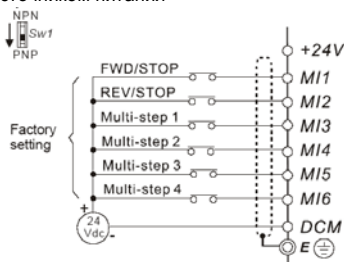 NPN
Sw1
PNP
+24V
FWD/STOP
MI1
REV/STOP
MI2
Multi-step 1
MI3
Factory
setting
Multi-step 2
MI4
Multi-step 3
MI5
Multi-step 4
MI6
+
24
Vdc
-
DCM
E